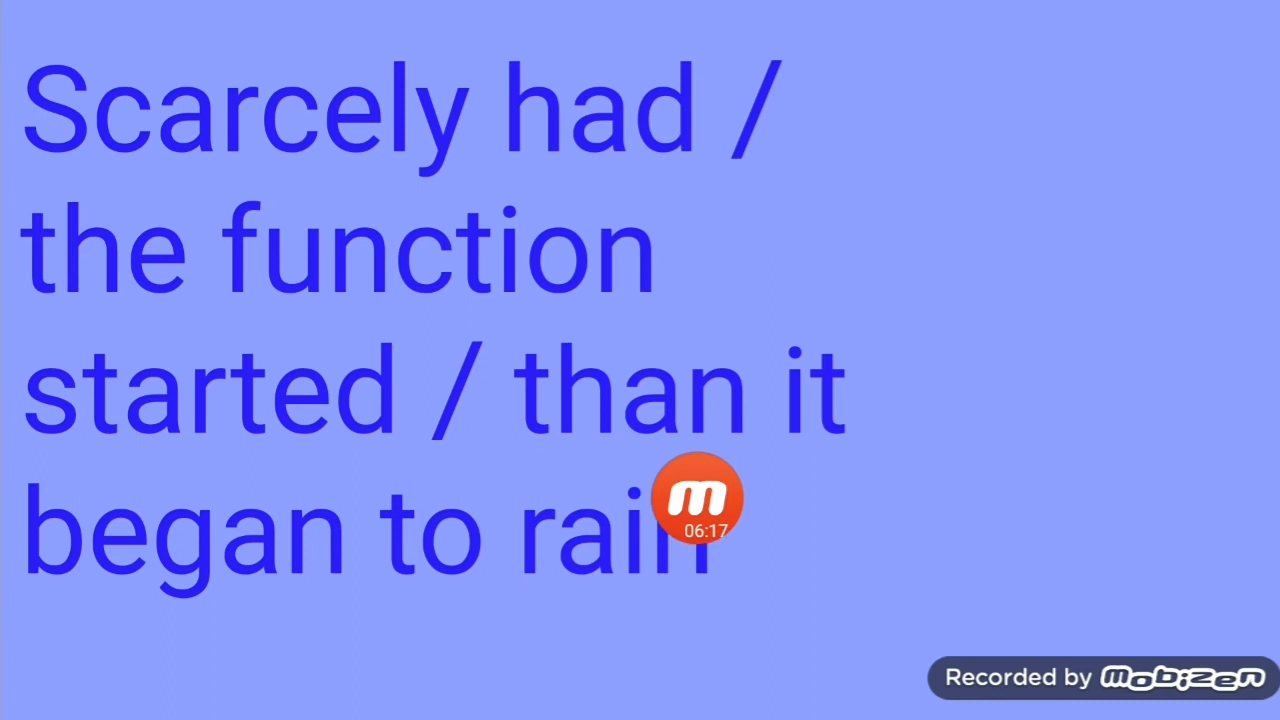 Scarcely had /
the function
started / than it
began to rain
m
06:17
Recorded by mobizen